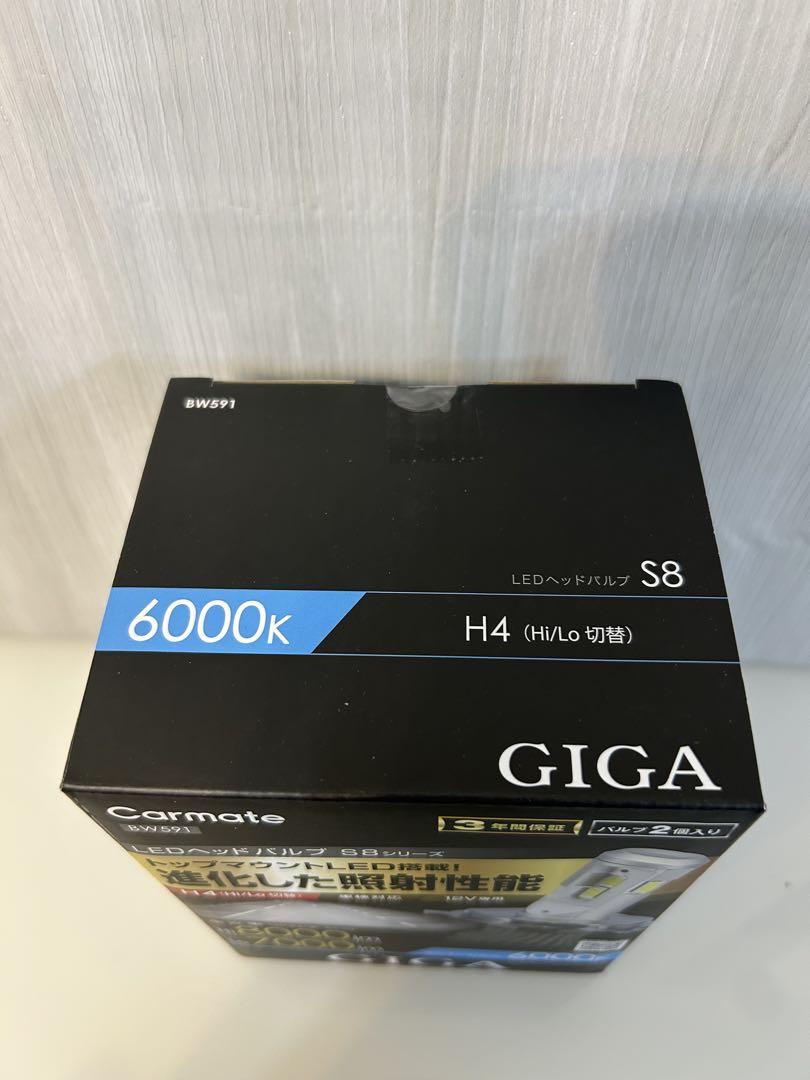 BW591
LEDヘッドバルブ S8
6000K
H4 (Hi/Lo 切替)
GIGA
Carmate
BW591
3年間保証
バルブ2個入り
LEDヘッドバルブ S8シリーズ
トップマウントLED搭載!
進化した照射性能
H4 (Hi/Lo 切替)
車検対応
12V専用
8000
7000
GIGA
6000K